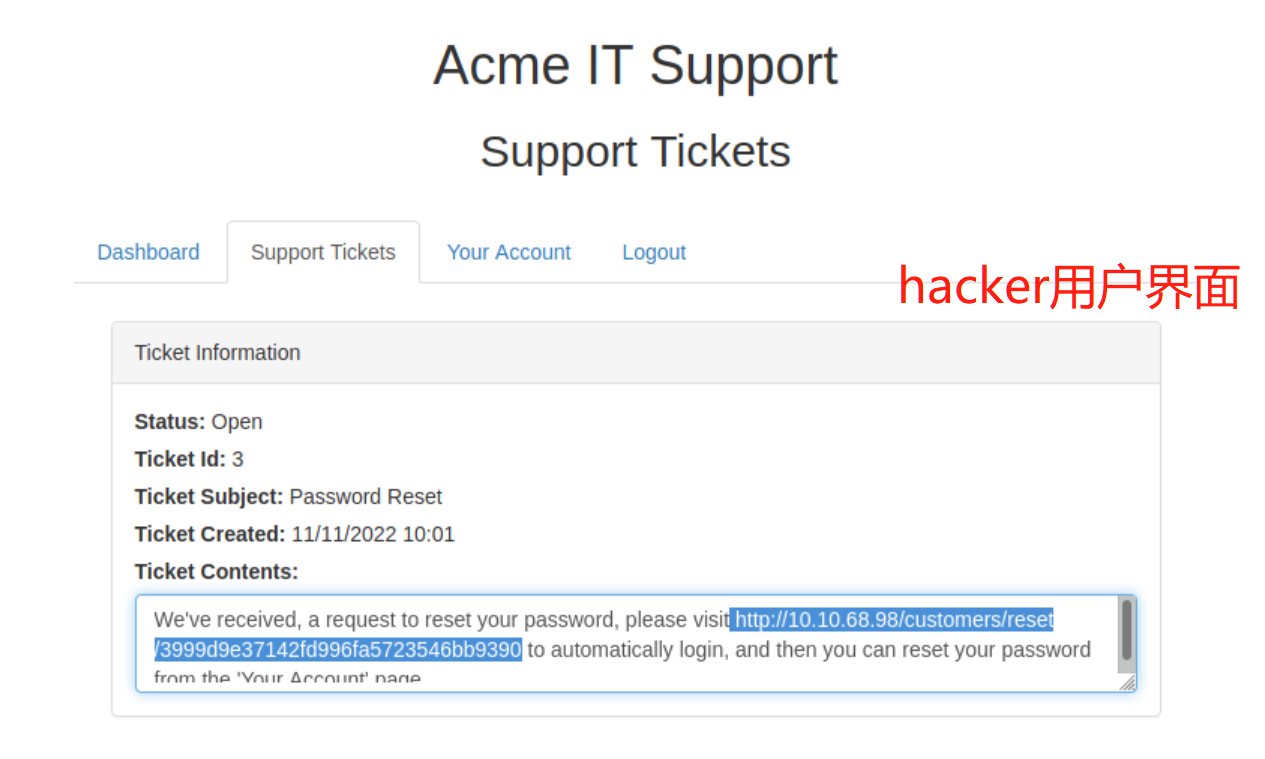 Acme IT Support
Support Tickets
Dashboard Support Tickets Your Account Logout
hacker用户界面
Ticket Information
Status: Open
Ticket Id: 3
Ticket Subject: Password Reset
Ticket Created: 11/11/2022 10:01
Ticket Contents:
We've received, a request to reset your password, please visit http://10.10.68.98/customers/reset
/3999d9e37142fd996fa5723546bb9390 to automatically login, and then you can reset your password
from the 'Your Account' page